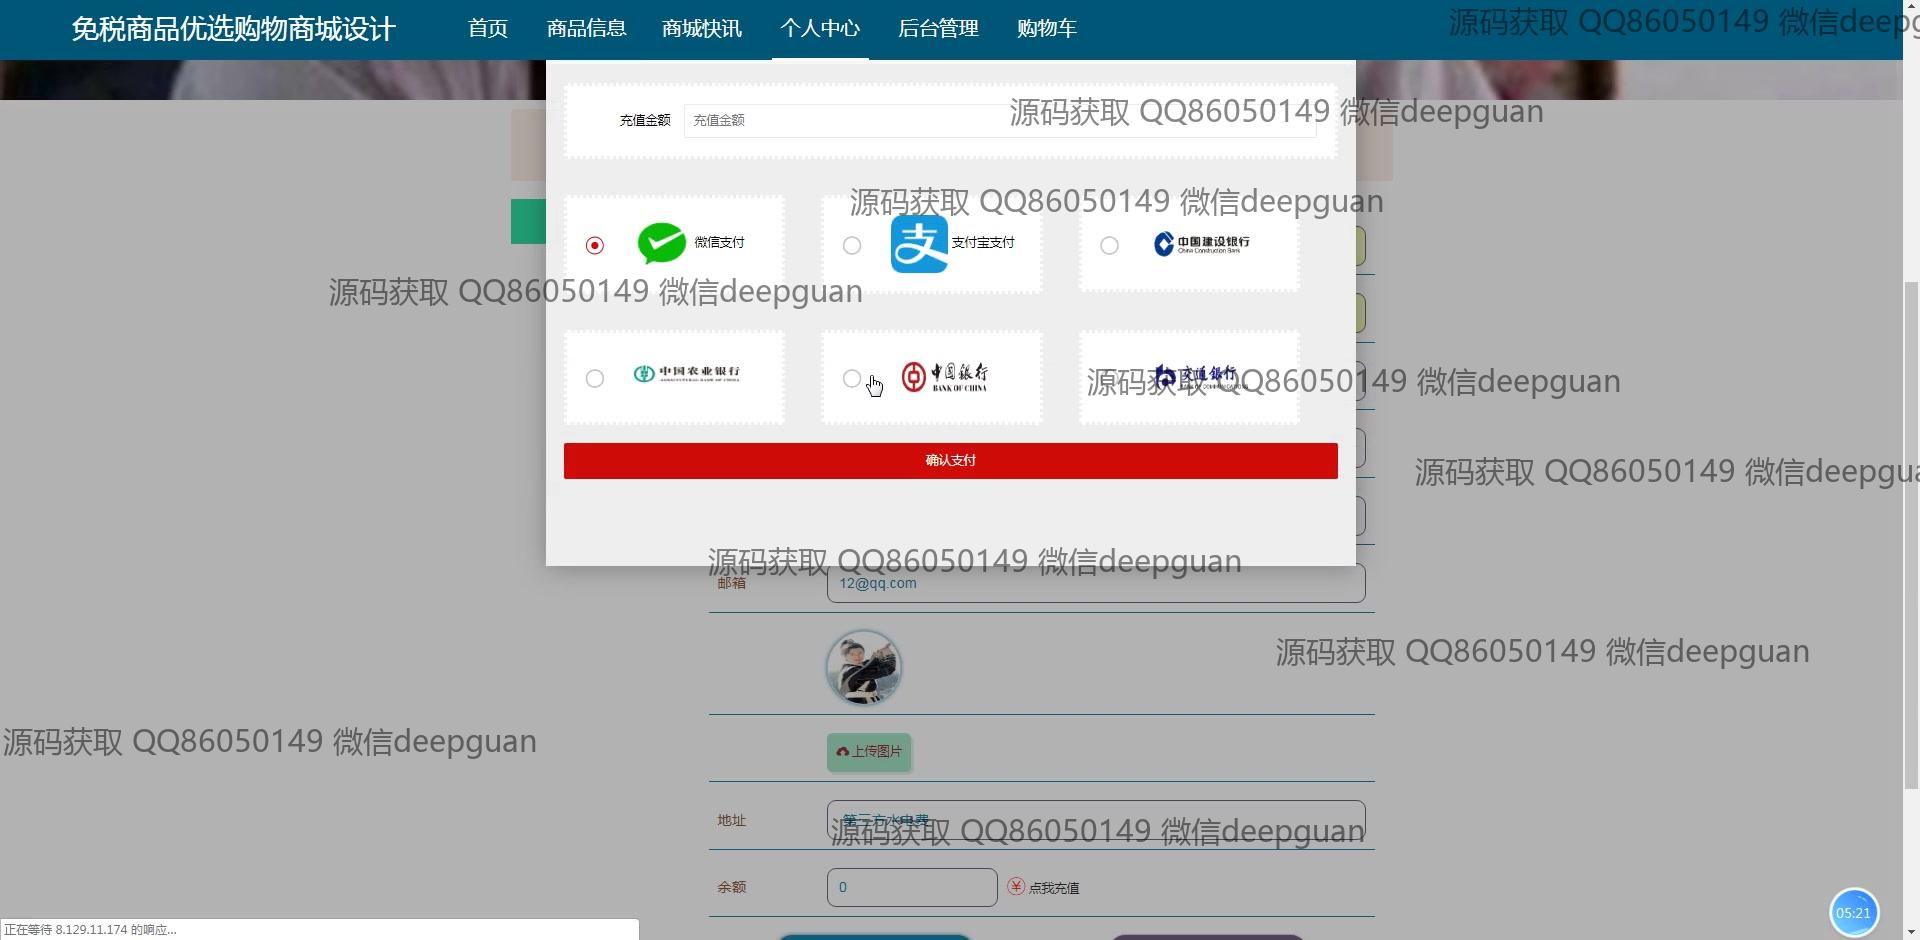 免税商品优选购物商城设计 首页 商品信息 商城快讯 个人中心 后台管理 购物车
源码获取 QQ86050149 微信deepg
充值金额 充值金额
源码获取 QQ86050149 微信deepguan
源码获取 QQ86050149 微信deepguan
微信支付
支 支付宝支付
中国建设银行
China Construction Bank
源码获取 QQ86050149 微信deepguan
中国农业银行
AGRICULTURAL BANK OF CHINA
中国银行
BANK OF CHINA
交通银行
源码获取 QQ86050149 微信deepguan
确认支付
源码获取 QQ86050149 微信deepgua
源码获取 QQ86050149 微信deepguan
邮箱 12@qq.com
源码获取 QQ86050149 微信deepguan
源码获取 QQ86050149 微信deepguan
上传图片
地址 第三方水电费
源码获取 QQ86050149 微信deepguan
余额 0 点我充值
05:21
正在等待 8.129.11.174 的响应...